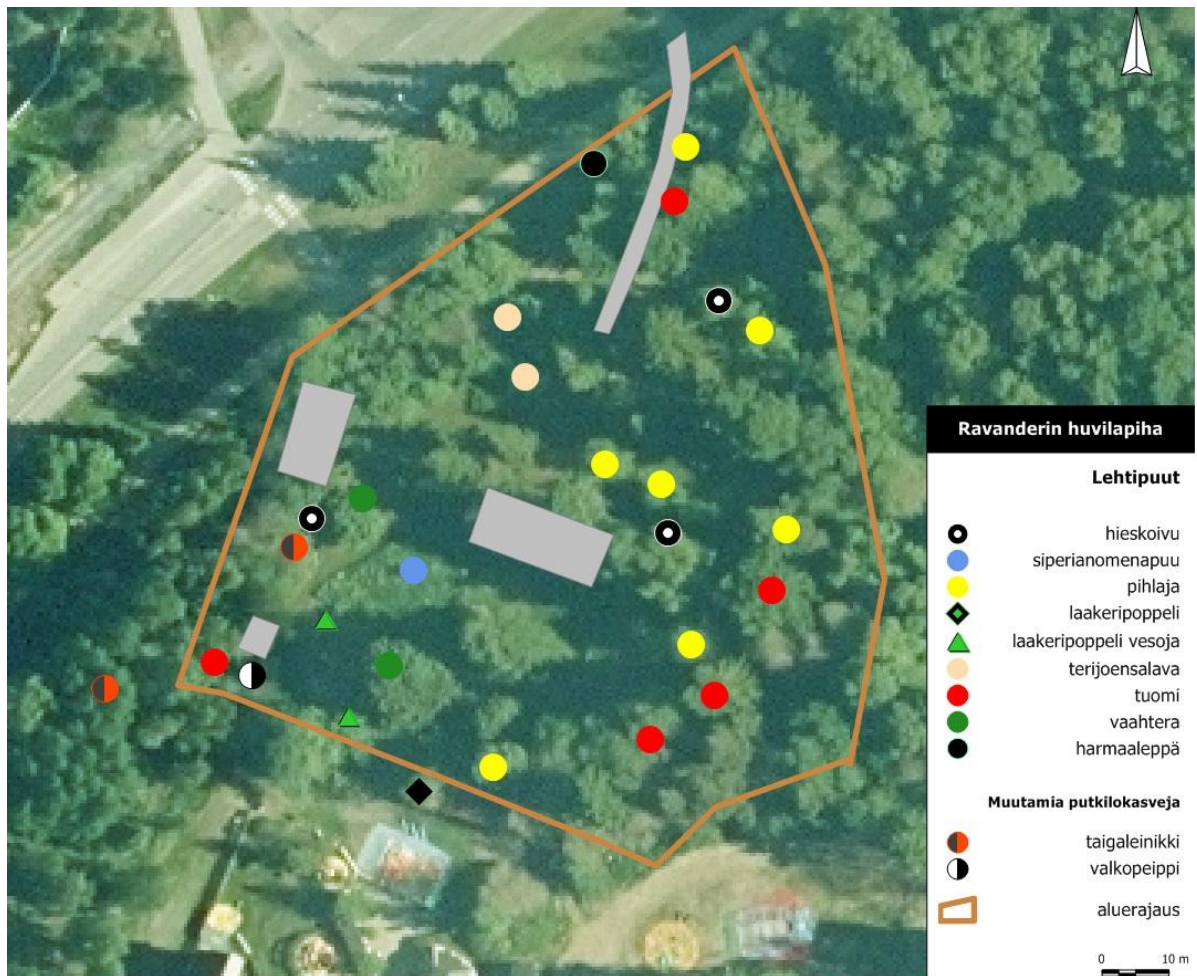 Ravanderin huvilapiha
Lehtipuut
hieskoivu
siperianomenapuu
pihlaja
laakeripoppeli
laakeripoppeli vesoja
terijoensalava
tuomi
vaahtera
harmaaleppä
Muutamia putkilokasveja
taigaleinikki
valkopeippi
aluerajaus
0 10 m